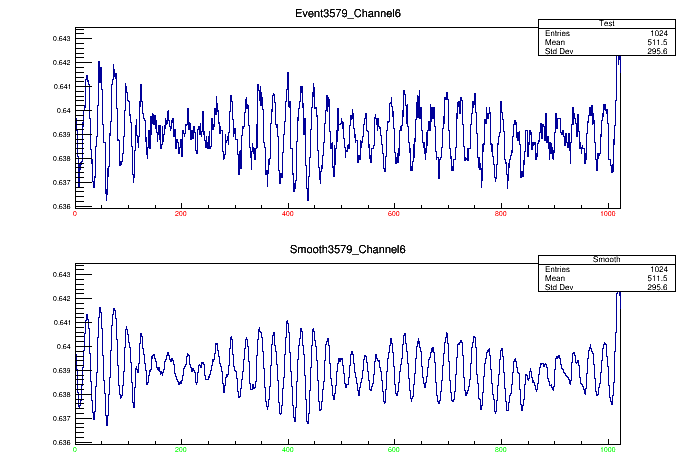 Event3579_Channel6
Test
Entries 1024
Mean 511.5
Std Dev 295.6
0.643
0.642
0.641
0.64
0.639
0.638
0.637
0.636
0 200 400 600 800 1000
Smooth3579_Channel6
Smooth
Entries 1024
Mean 511.5
Std Dev 295.6
0.643
0.642
0.641
0.64
0.639
0.638
0.637
0.636
0 200 400 600 800 1000